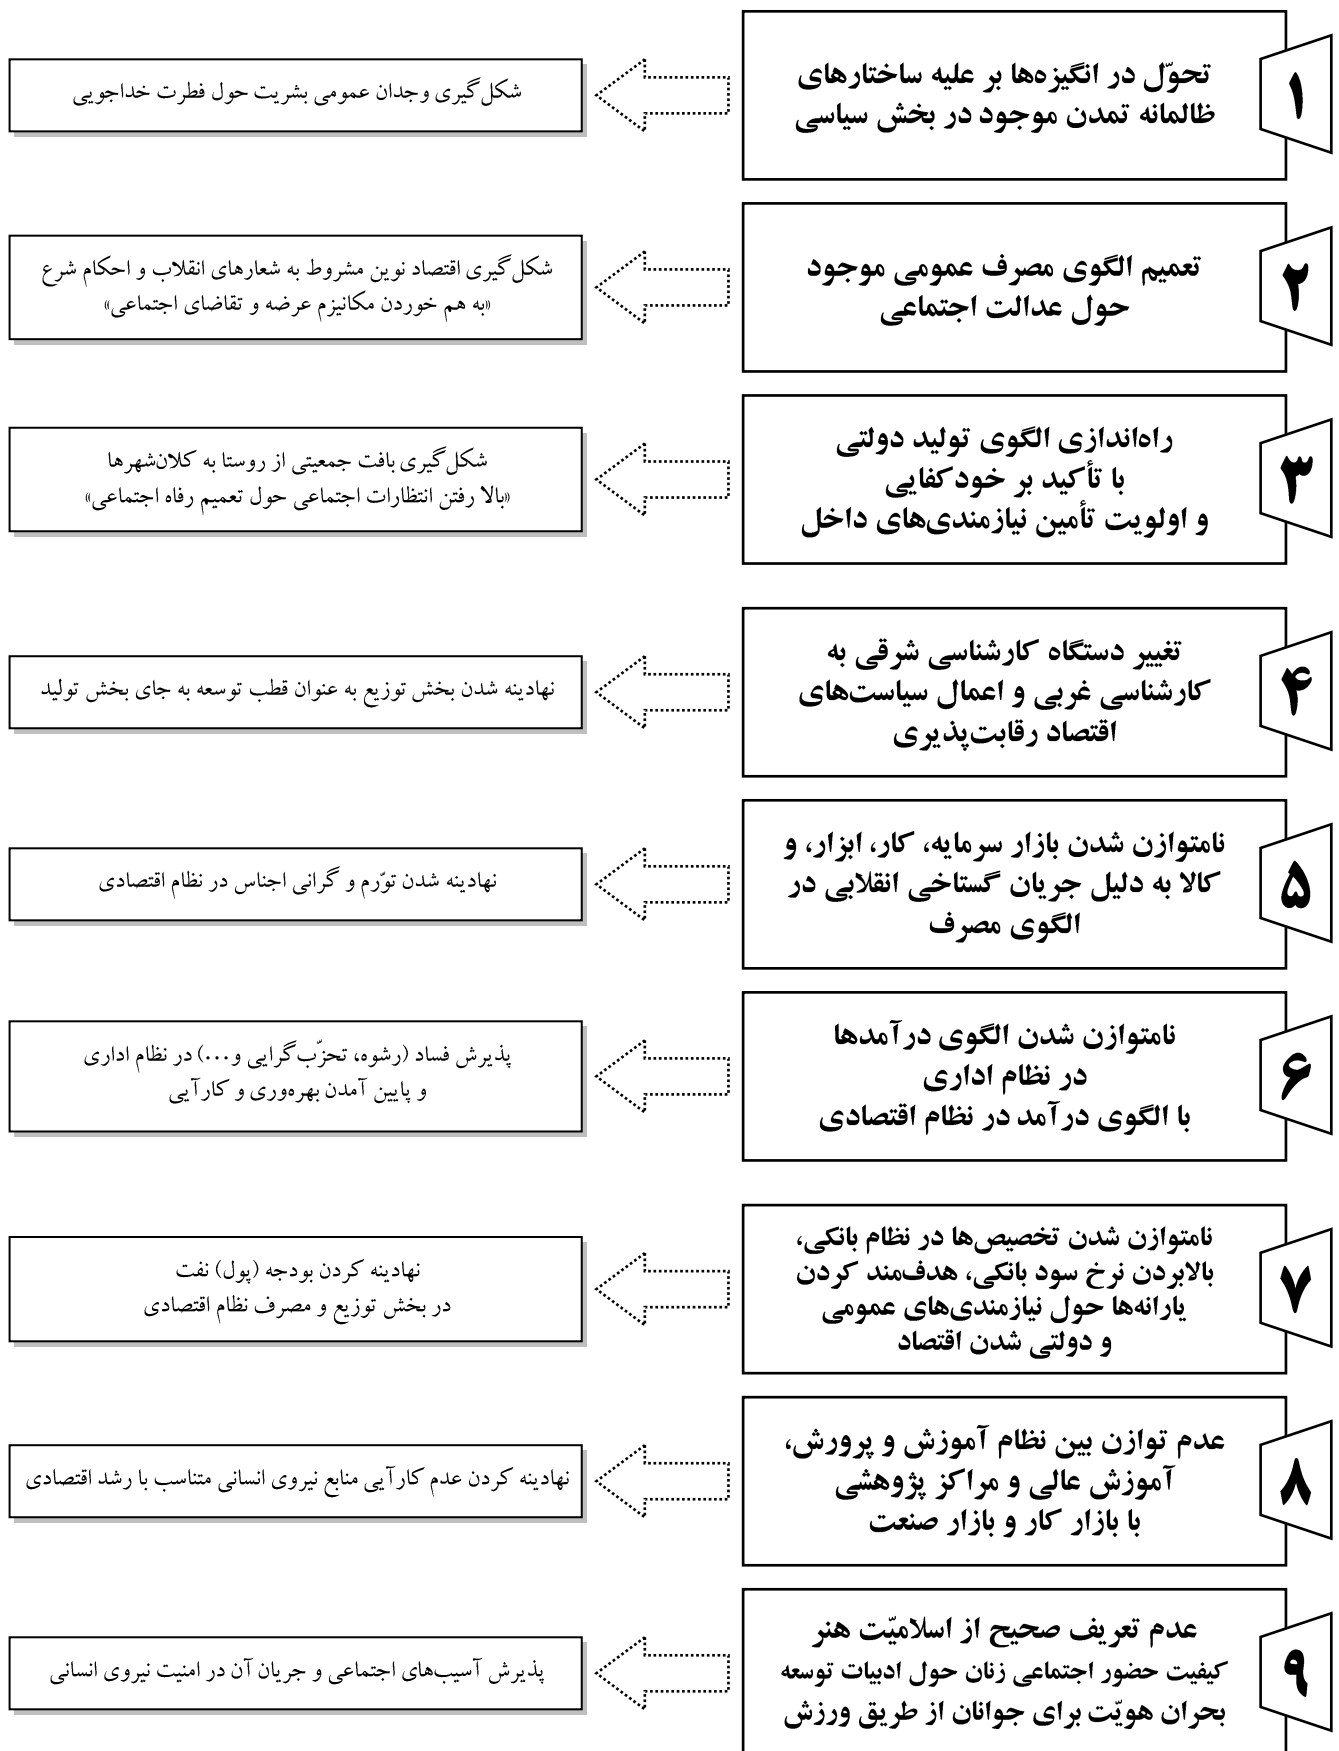 ۱
تحوّل در انگیزه‌ها بر علیه ساختارهای
ظالمانه تمدن موجود در بخش سیاسی
شکل‌گیری وجدان عمومی بشریت حول فطرت خداجویی
۲
تعمیم الگوی مصرف عمومی موجود
حول عدالت اجتماعی
شکل‌گیری اقتصاد نوین مشروط به شعارهای انقلاب و احکام شرع
«به هم خوردن مکانیزم عرضه و تقاضای اجتماعی»
۳
راه‌اندازی الگوی تولید دولتی
با تأکید بر خودکفایی
و اولویت تأمین نیازمندی‌های داخل
شکل‌گیری بافت جمعیتی از روستا به کلان‌شهرها
«بالا رفتن انتظارات اجتماعی حول تعمیم رفاه اجتماعی»
۴
تغییر دستگاه کارشناسی شرقی به
کارشناسی غربی و اعمال سیاست‌های
اقتصاد رقابت‌پذیری
نهادینه شدن بخش توزیع به عنوان قطب توسعه به جای بخش تولید
۵
نامتوازن شدن بازار سرمایه، کار، ابزار، و
کالا به دلیل جریان گستاخی انقلابی در
الگوی مصرف
نهادینه شدن تورّم و گرانی اجناس در نظام اقتصادی
۶
نامتوازن شدن الگوی درآمدها
در نظام اداری
با الگوی درآمد در نظام اقتصادی
پذیرش فساد (رشوه، تحزّب‌گرایی و...) در نظام اداری
و پایین آمدن بهره‌وری و کارآیی
۷
نامتوازن شدن تخصیص‌ها در نظام بانکی،
بالابردن نرخ سود بانکی، هدف‌مند کردن
یارانه‌ها حول نیازمندی‌های عمومی
و دولتی شدن اقتصاد
نهادینه کردن بودجه (پول) نفت
در بخش توزیع و مصرف نظام اقتصادی
۸
عدم توازن بین نظام آموزش و پرورش،
آموزش عالی و مراکز پژوهشی
با بازار کار و بازار صنعت
نهادینه کردن عدم کارآیی منابع نیروی انسانی متناسب با رشد اقتصادی
۹
عدم تعریف صحیح از اسلامیّت هنر
کیفیت حضور اجتماعی زنان حول ادبیات توسعه
بحران هویّت برای جوانان از طریق ورزش
پذیرش آسیب‌های اجتماعی و جریان آن در امنیت نیروی انسانی